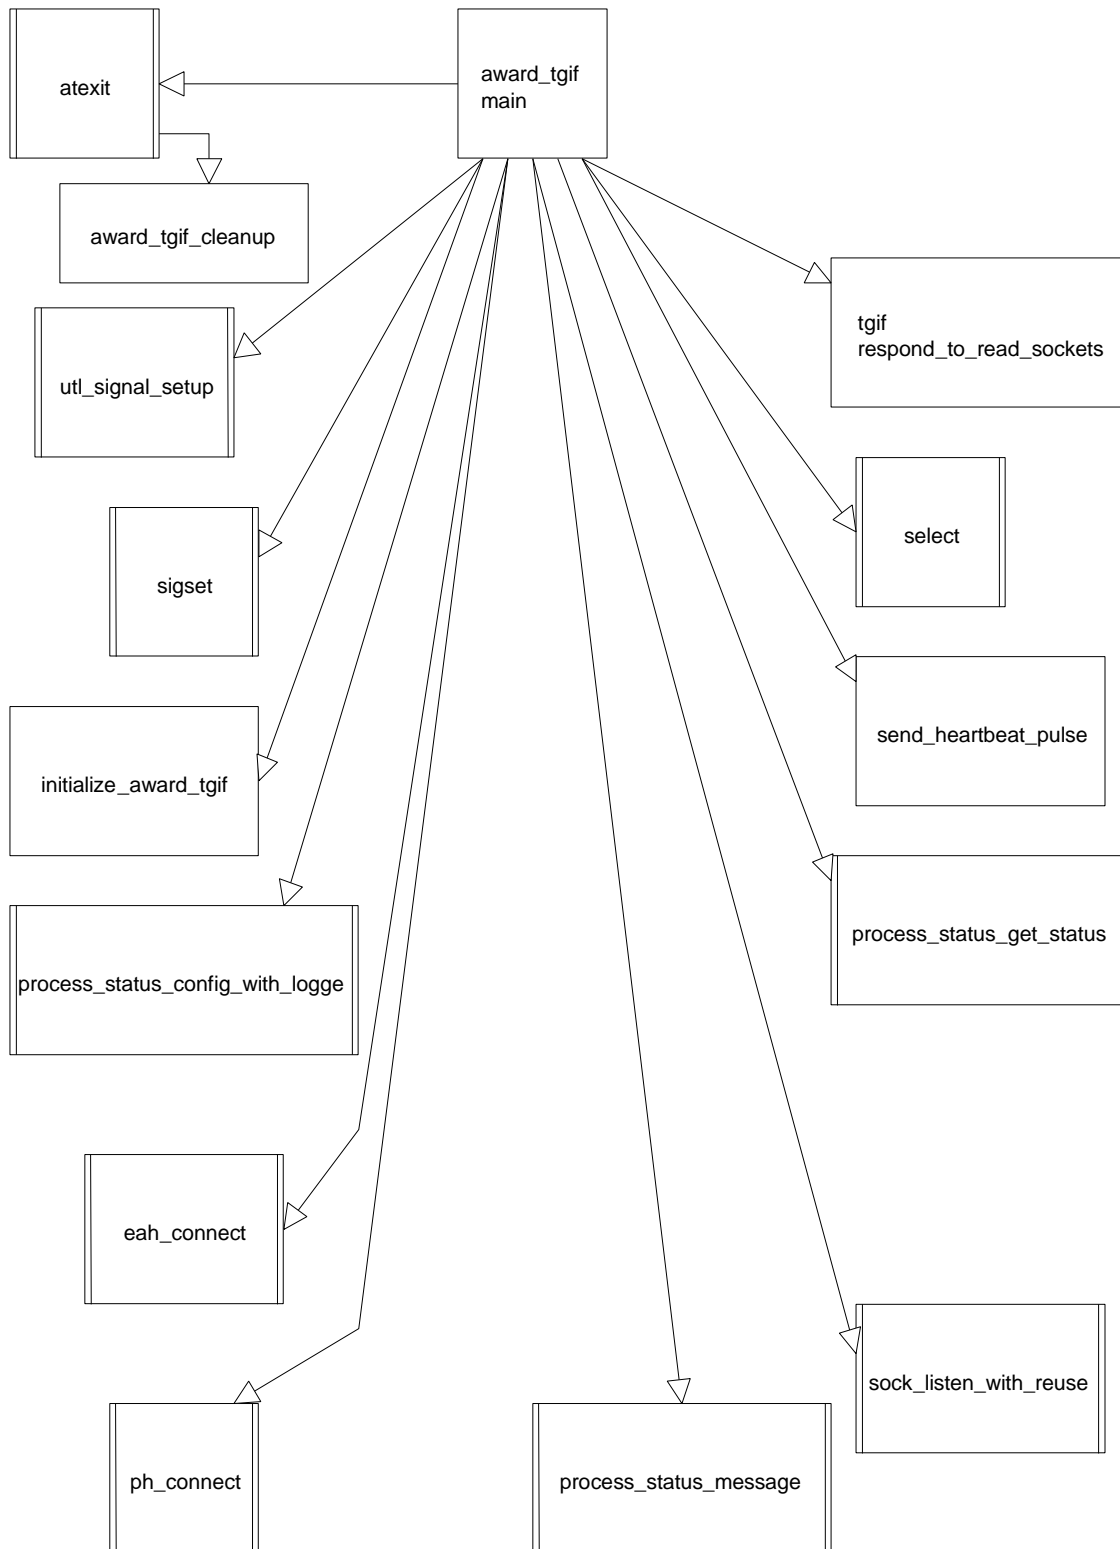 atexit
award_tgif
main
award_tgif_cleanup
utl_signal_setup
tgif
respond_to_read_sockets
select
sigset
send_heartbeat_pulse
initialize_award_tgif
process_status_get_status
process_status_config_with_logge
eah_connect
sock_listen_with_reuse
ph_connect
process_status_message